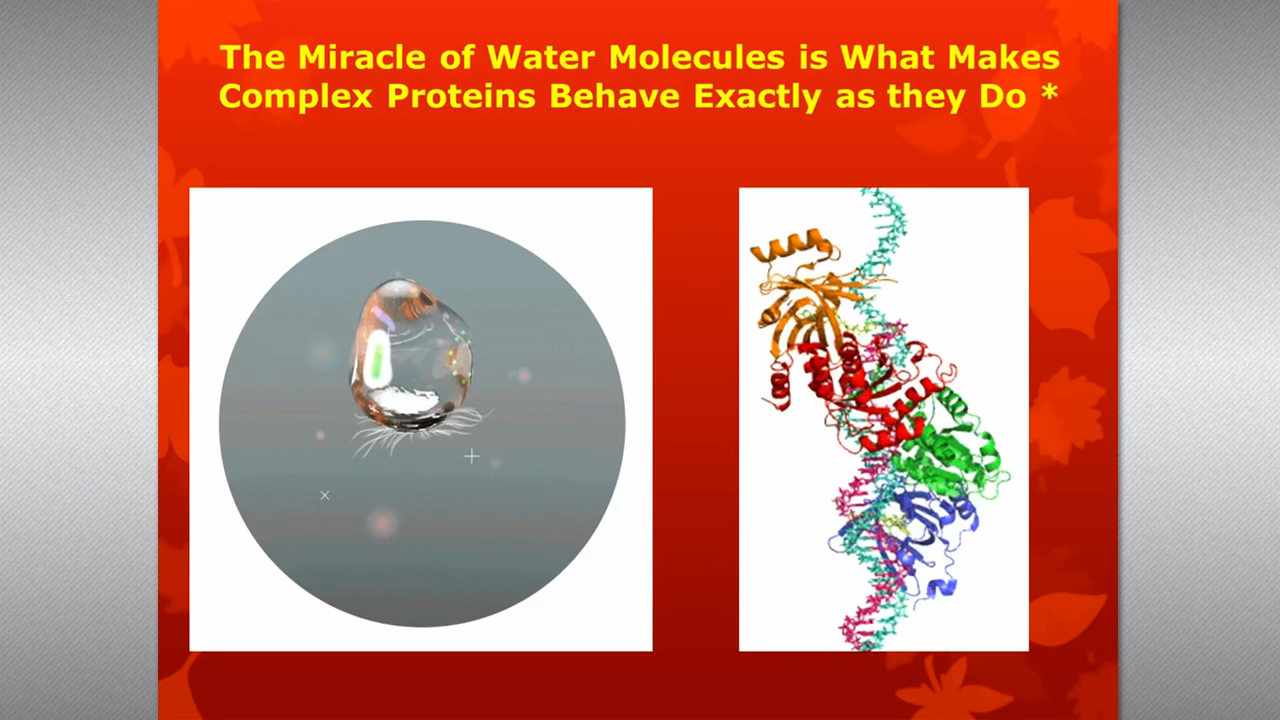 The Miracle of Water Molecules is What Makes
Complex Proteins Behave Exactly as they Do *